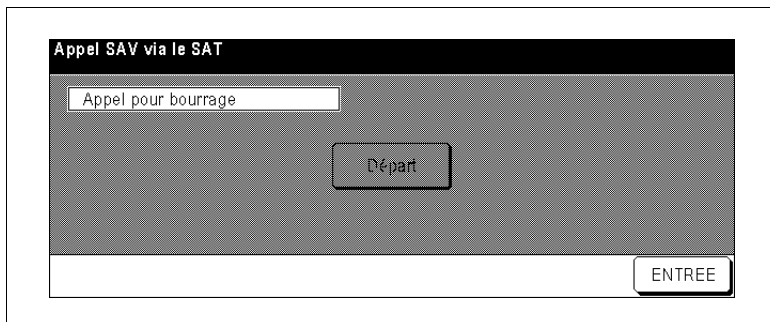 Appel SAV via le SAT
Appel pour bourrage
Départ
ENTREE